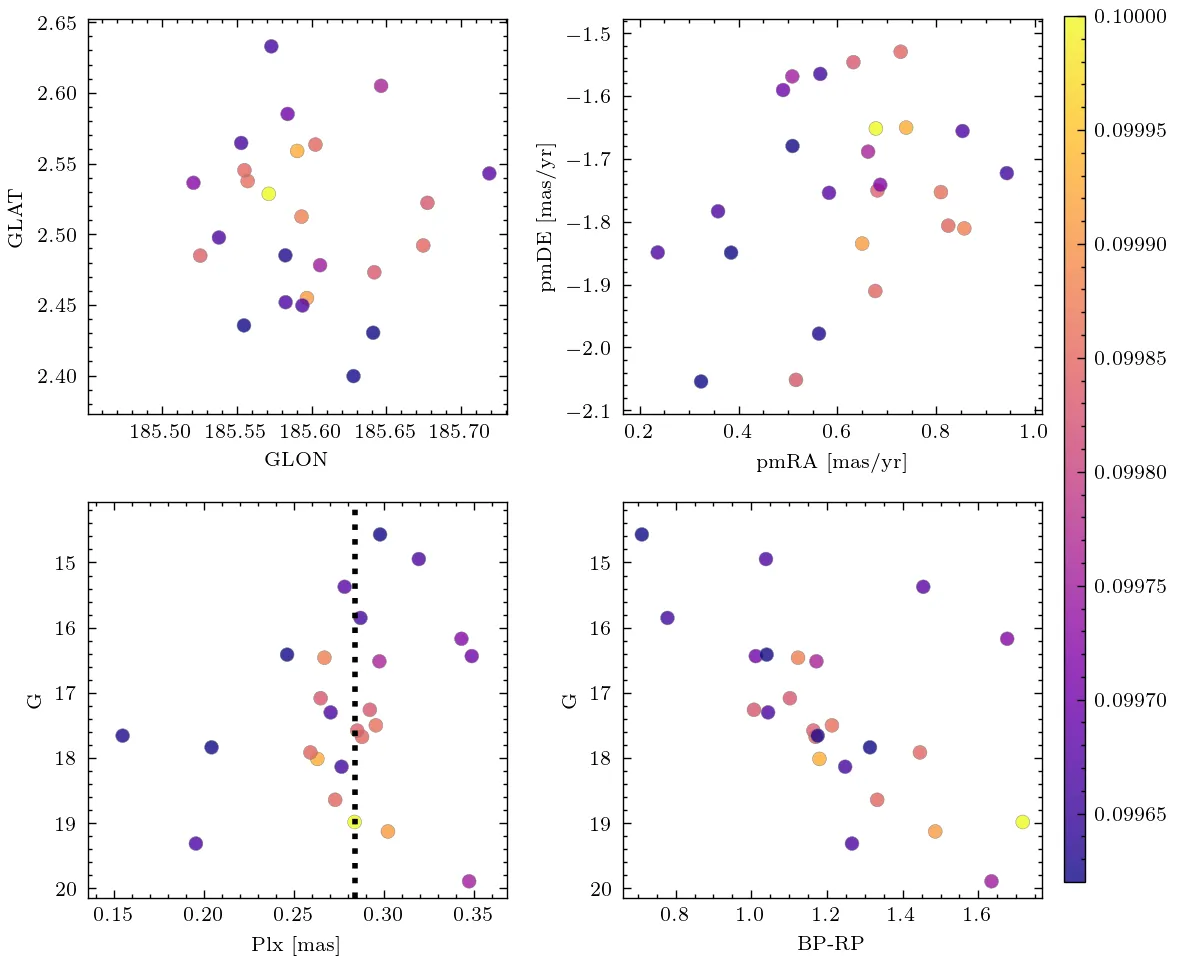 2.65
2.60
2.55
2.50
2.45
2.40
GLAT
185.50 185.55 185.60 185.65 185.70
GLON
−1.5
−1.6
−1.7
−1.8
−1.9
−2.0
−2.1
pmDE [mas/yr]
0.2 0.4 0.6 0.8 1.0
pmRA [mas/yr]
0.10000
0.09995
0.09990
0.09985
0.09980
0.09975
0.09970
0.09965
15
16
17
18
19
20
G
0.15 0.20 0.25 0.30 0.35
Plx [mas]
15
16
17
18
19
20
G
0.8 1.0 1.2 1.4 1.6
BP-RP